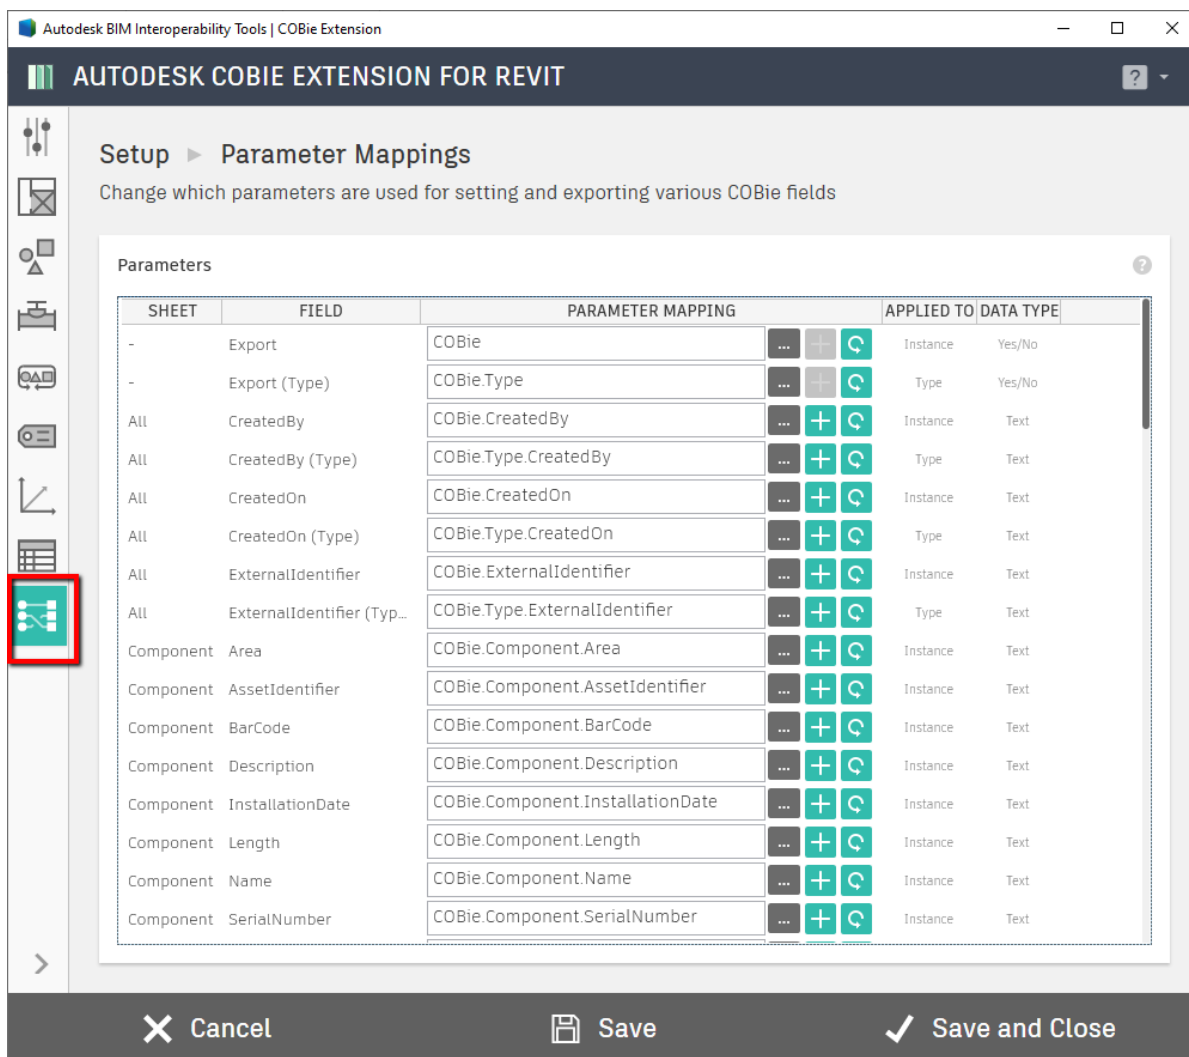 Autodesk BIM Interoperability Tools | COBie Extension
AUTODESK COBIE EXTENSION FOR REVIT
?
Setup ▶ Parameter Mappings
Change which parameters are used for setting and exporting various COBie fields
Parameters
?
SHEET FIELD PARAMETER MAPPING APPLIED TO DATA TYPE
- Export COBie ... Instance Yes/No
- Export (Type) COBie.Type ... Type Yes/No
All CreatedBy COBie.CreatedBy ... Instance Text
All CreatedBy (Type) COBie.Type.CreatedBy ... Type Text
All CreatedOn COBie.CreatedOn ... Instance Text
All CreatedOn (Type) COBie.Type.CreatedOn ... Type Text
All ExternalIdentifier COBie.ExternalIdentifier ... Instance Text
All ExternalIdentifier (Typ... COBie.Type.ExternalIdentifier ... Type Text
Component Area COBie.Component.Area ... Instance Text
Component AssetIdentifier COBie.Component.AssetIdentifier ... Instance Text
Component BarCode COBie.Component.BarCode ... Instance Text
Component Description COBie.Component.Description ... Instance Text
Component InstallationDate COBie.Component.InstallationDate ... Instance Text
Component Length COBie.Component.Length ... Instance Text
Component Name COBie.Component.Name ... Instance Text
Component SerialNumber COBie.Component.SerialNumber ... Instance Text
Cancel Save Save and Close